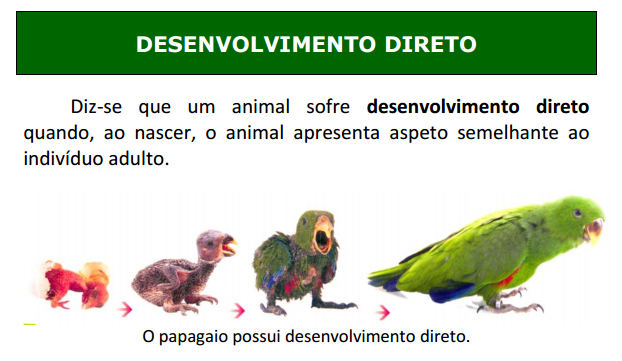 DESENVOLVIMENTO DIRETO
Diz-se que um animal sofre desenvolvimento direto
quando, ao nascer, o animal apresenta aspeto semelhante ao
indivíduo adulto.
O papagaio possui desenvolvimento direto.